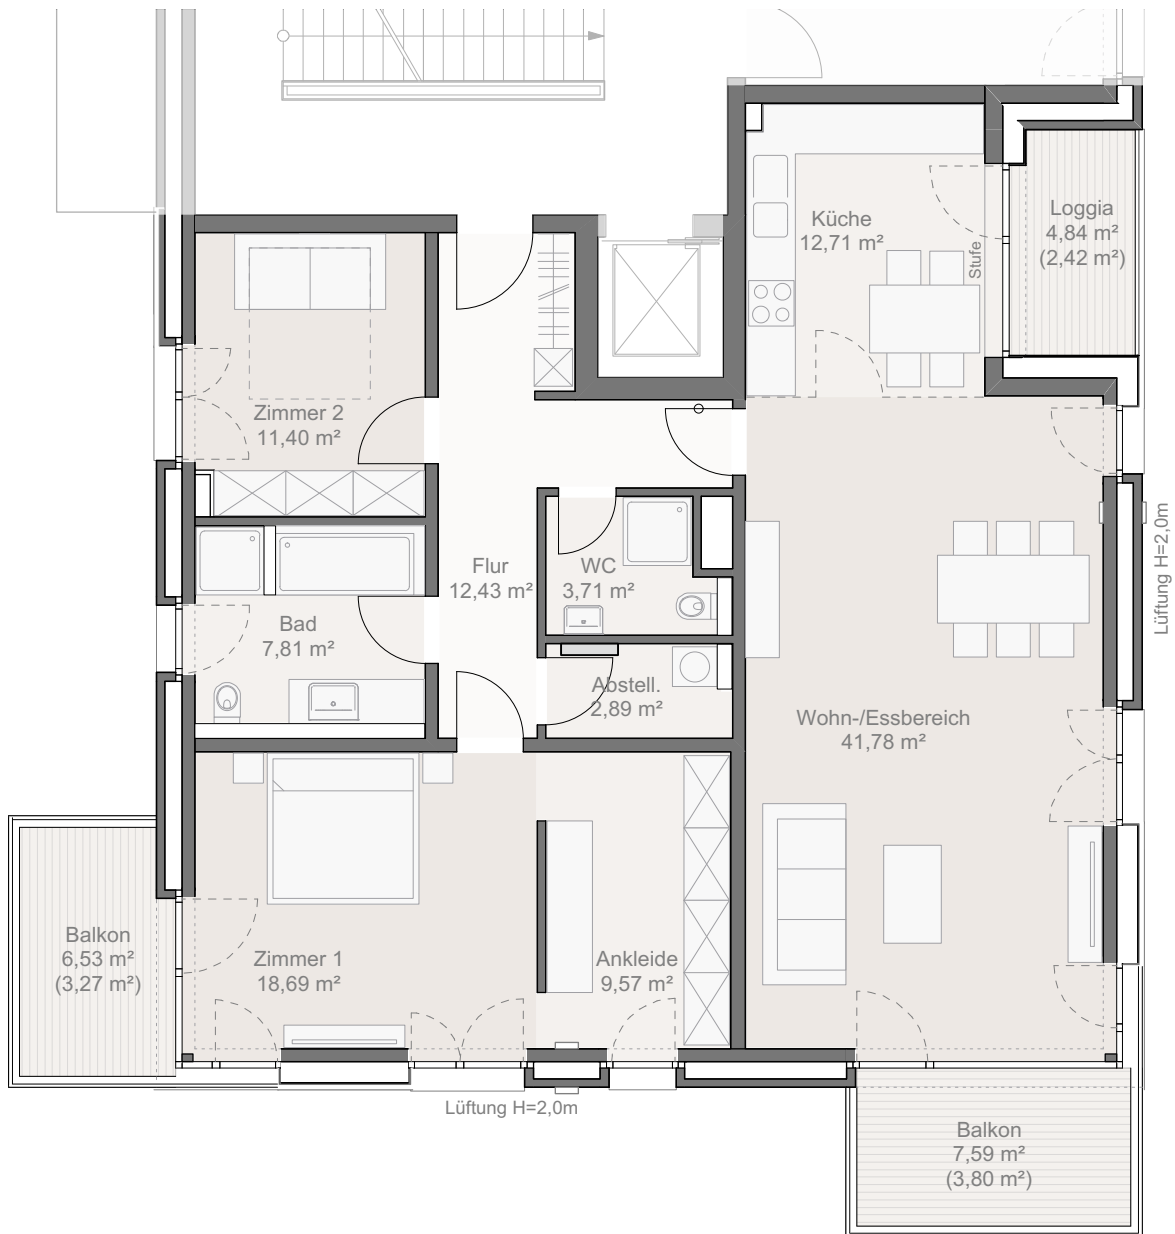 Küche
12,71 m²
Stufe
Loggia
4,84 m²
(2,42 m²)
Zimmer 2
11,40 m²
Lüftung H=2,0m
Flur
12,43 m²
WC
3,71 m²
Bad
7,81 m²
Abstell.
2,89 m²
Wohn-/Essbereich
41,78 m²
Balkon
6,53 m²
(3,27 m²)
Zimmer 1
18,69 m²
Ankleide
9,57 m²
Lüftung H=2,0m
Balkon
7,59 m²
(3,80 m²)